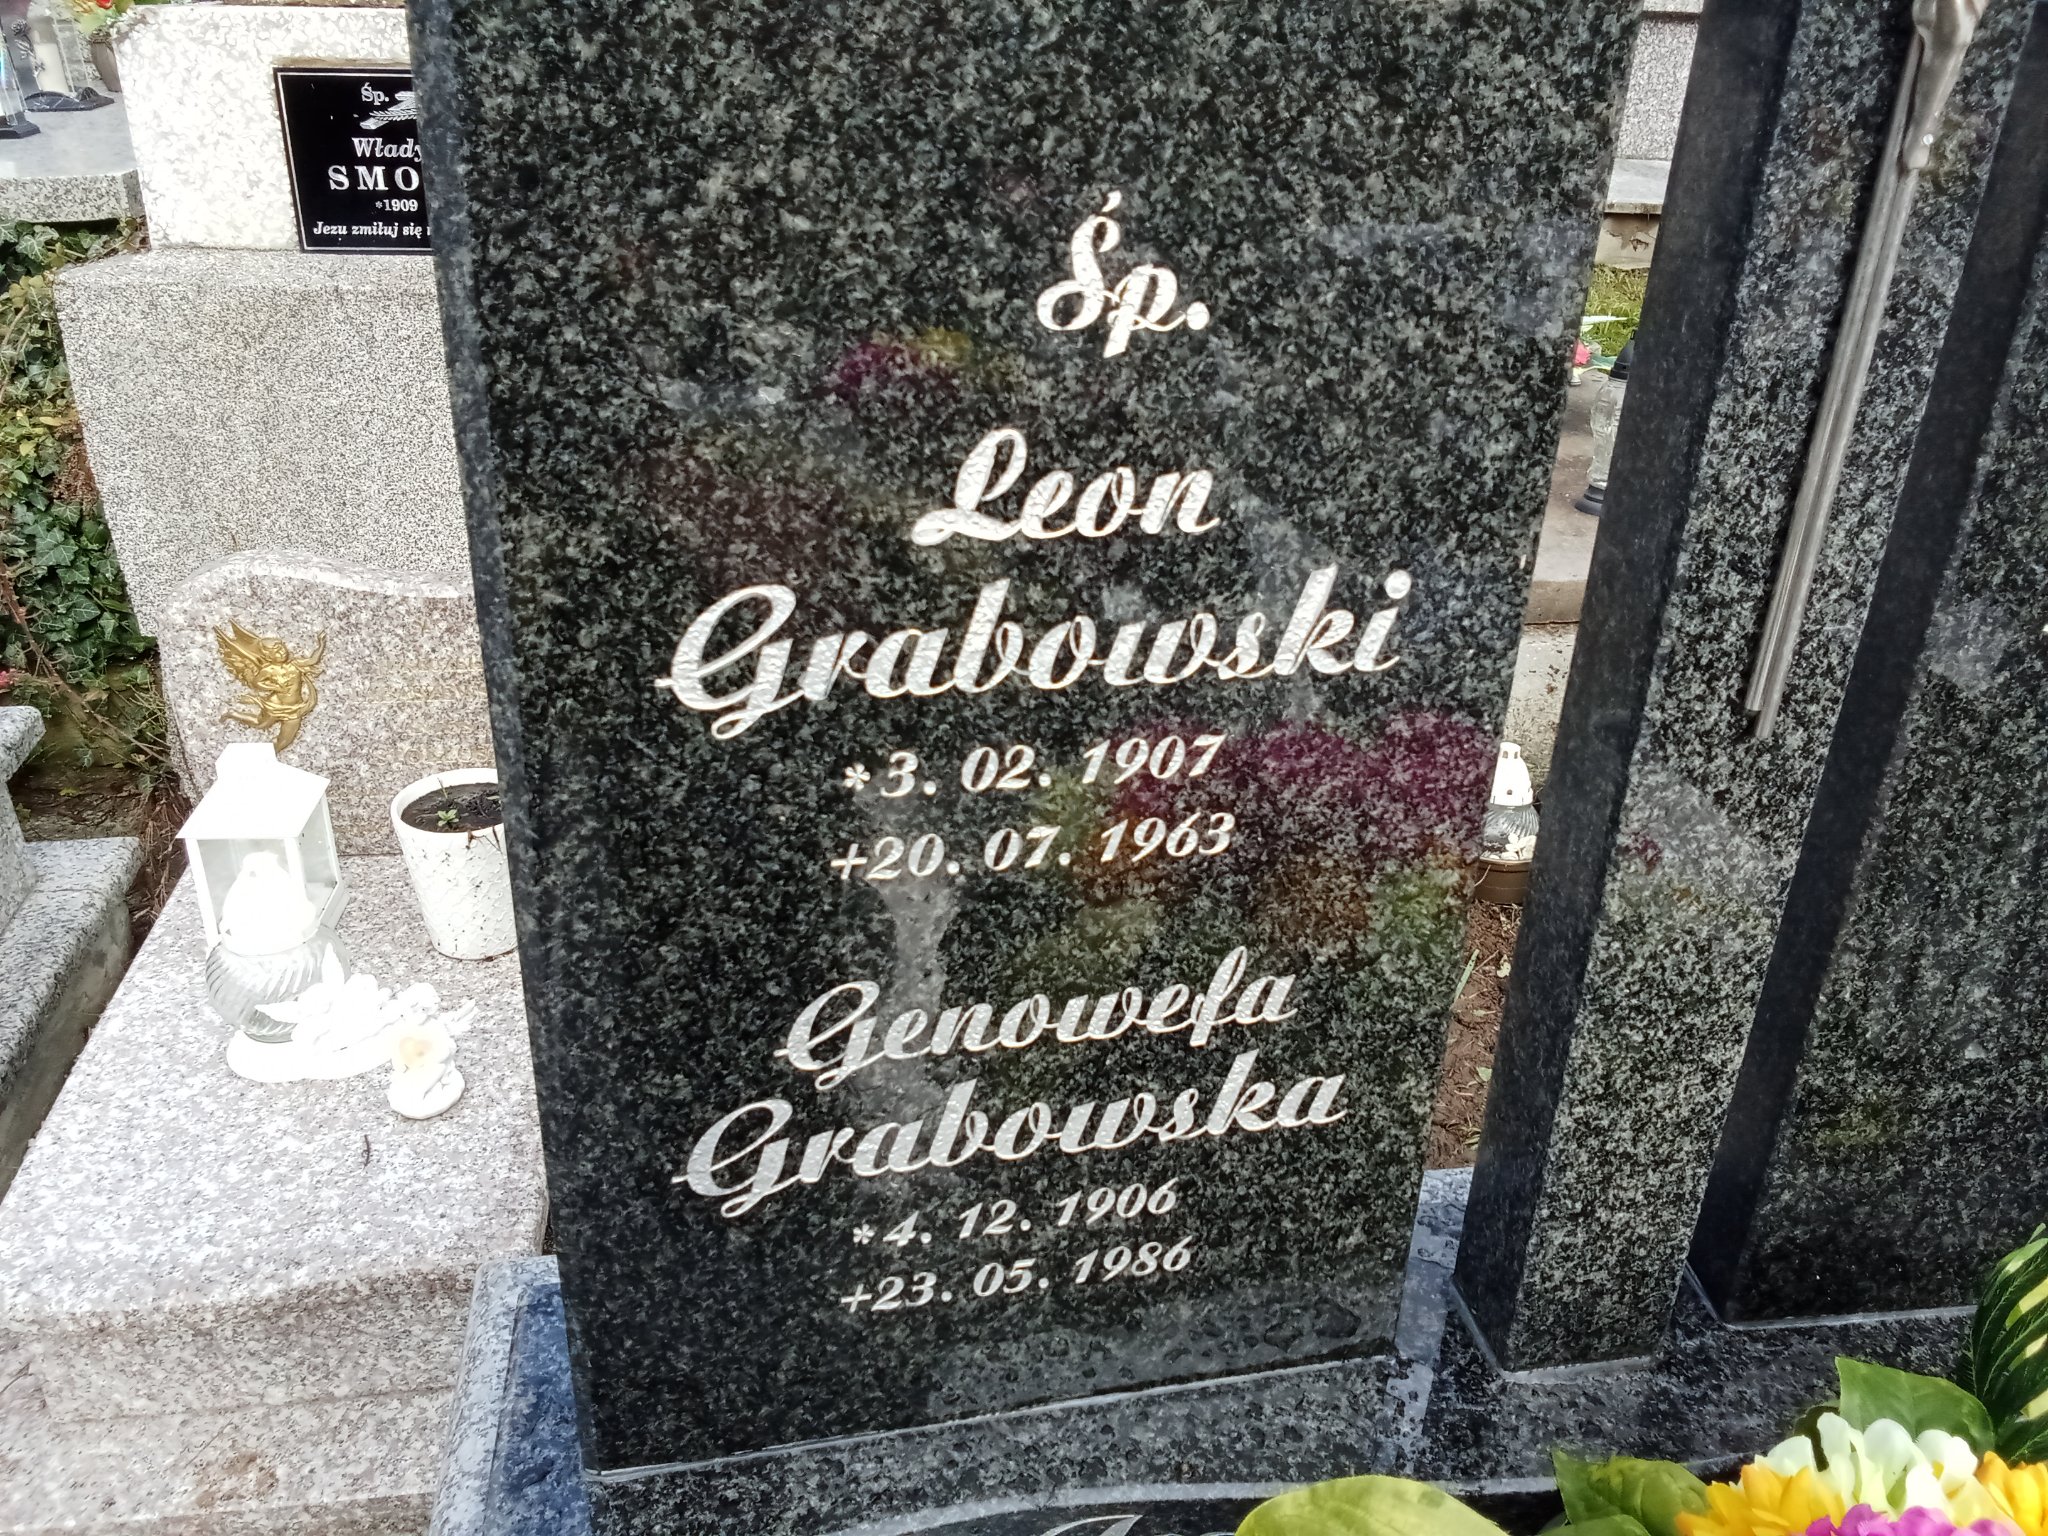 Śp.
SMO
*1909
Jezu zmiłuj się
Śp.
Leon
Grabowski
*3. 02. 1907
+20. 07. 1963
Genowefa
Grabowska
*4. 12. 1906
+23. 05. 1986